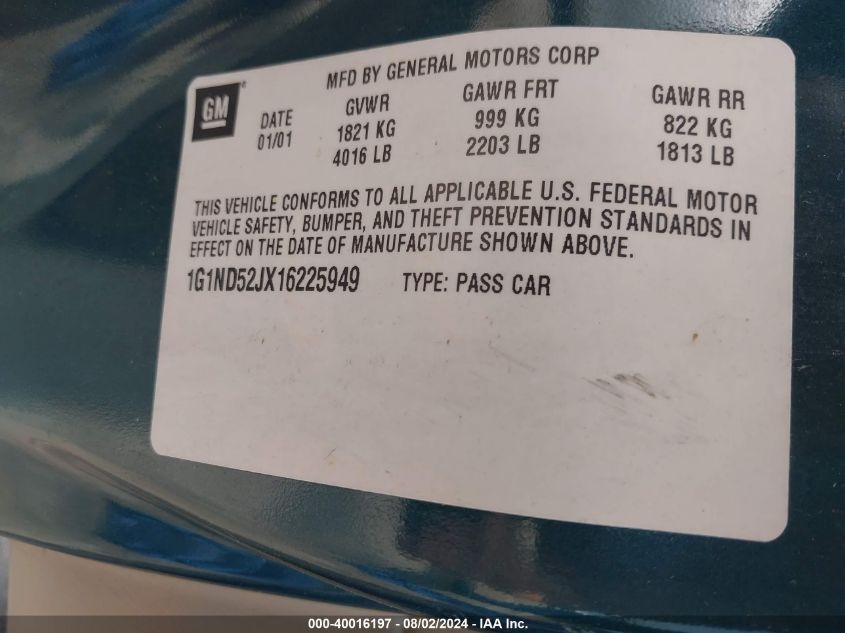 MFD BY GENERAL MOTORS CORP
GM®
DATE GVWR GAWR FRT GAWR RR
01/01 1821 KG 999 KG 822 KG
4016 LB 2203 LB 1813 LB
THIS VEHICLE CONFORMS TO ALL APPLICABLE U.S. FEDERAL MOTOR
VEHICLE SAFETY, BUMPER, AND THEFT PREVENTION STANDARDS IN
EFFECT ON THE DATE OF MANUFACTURE SHOWN ABOVE.
1G1ND52JX16225949 TYPE: PASS CAR
000-40016197 - 08/02/2024 - IAA Inc.